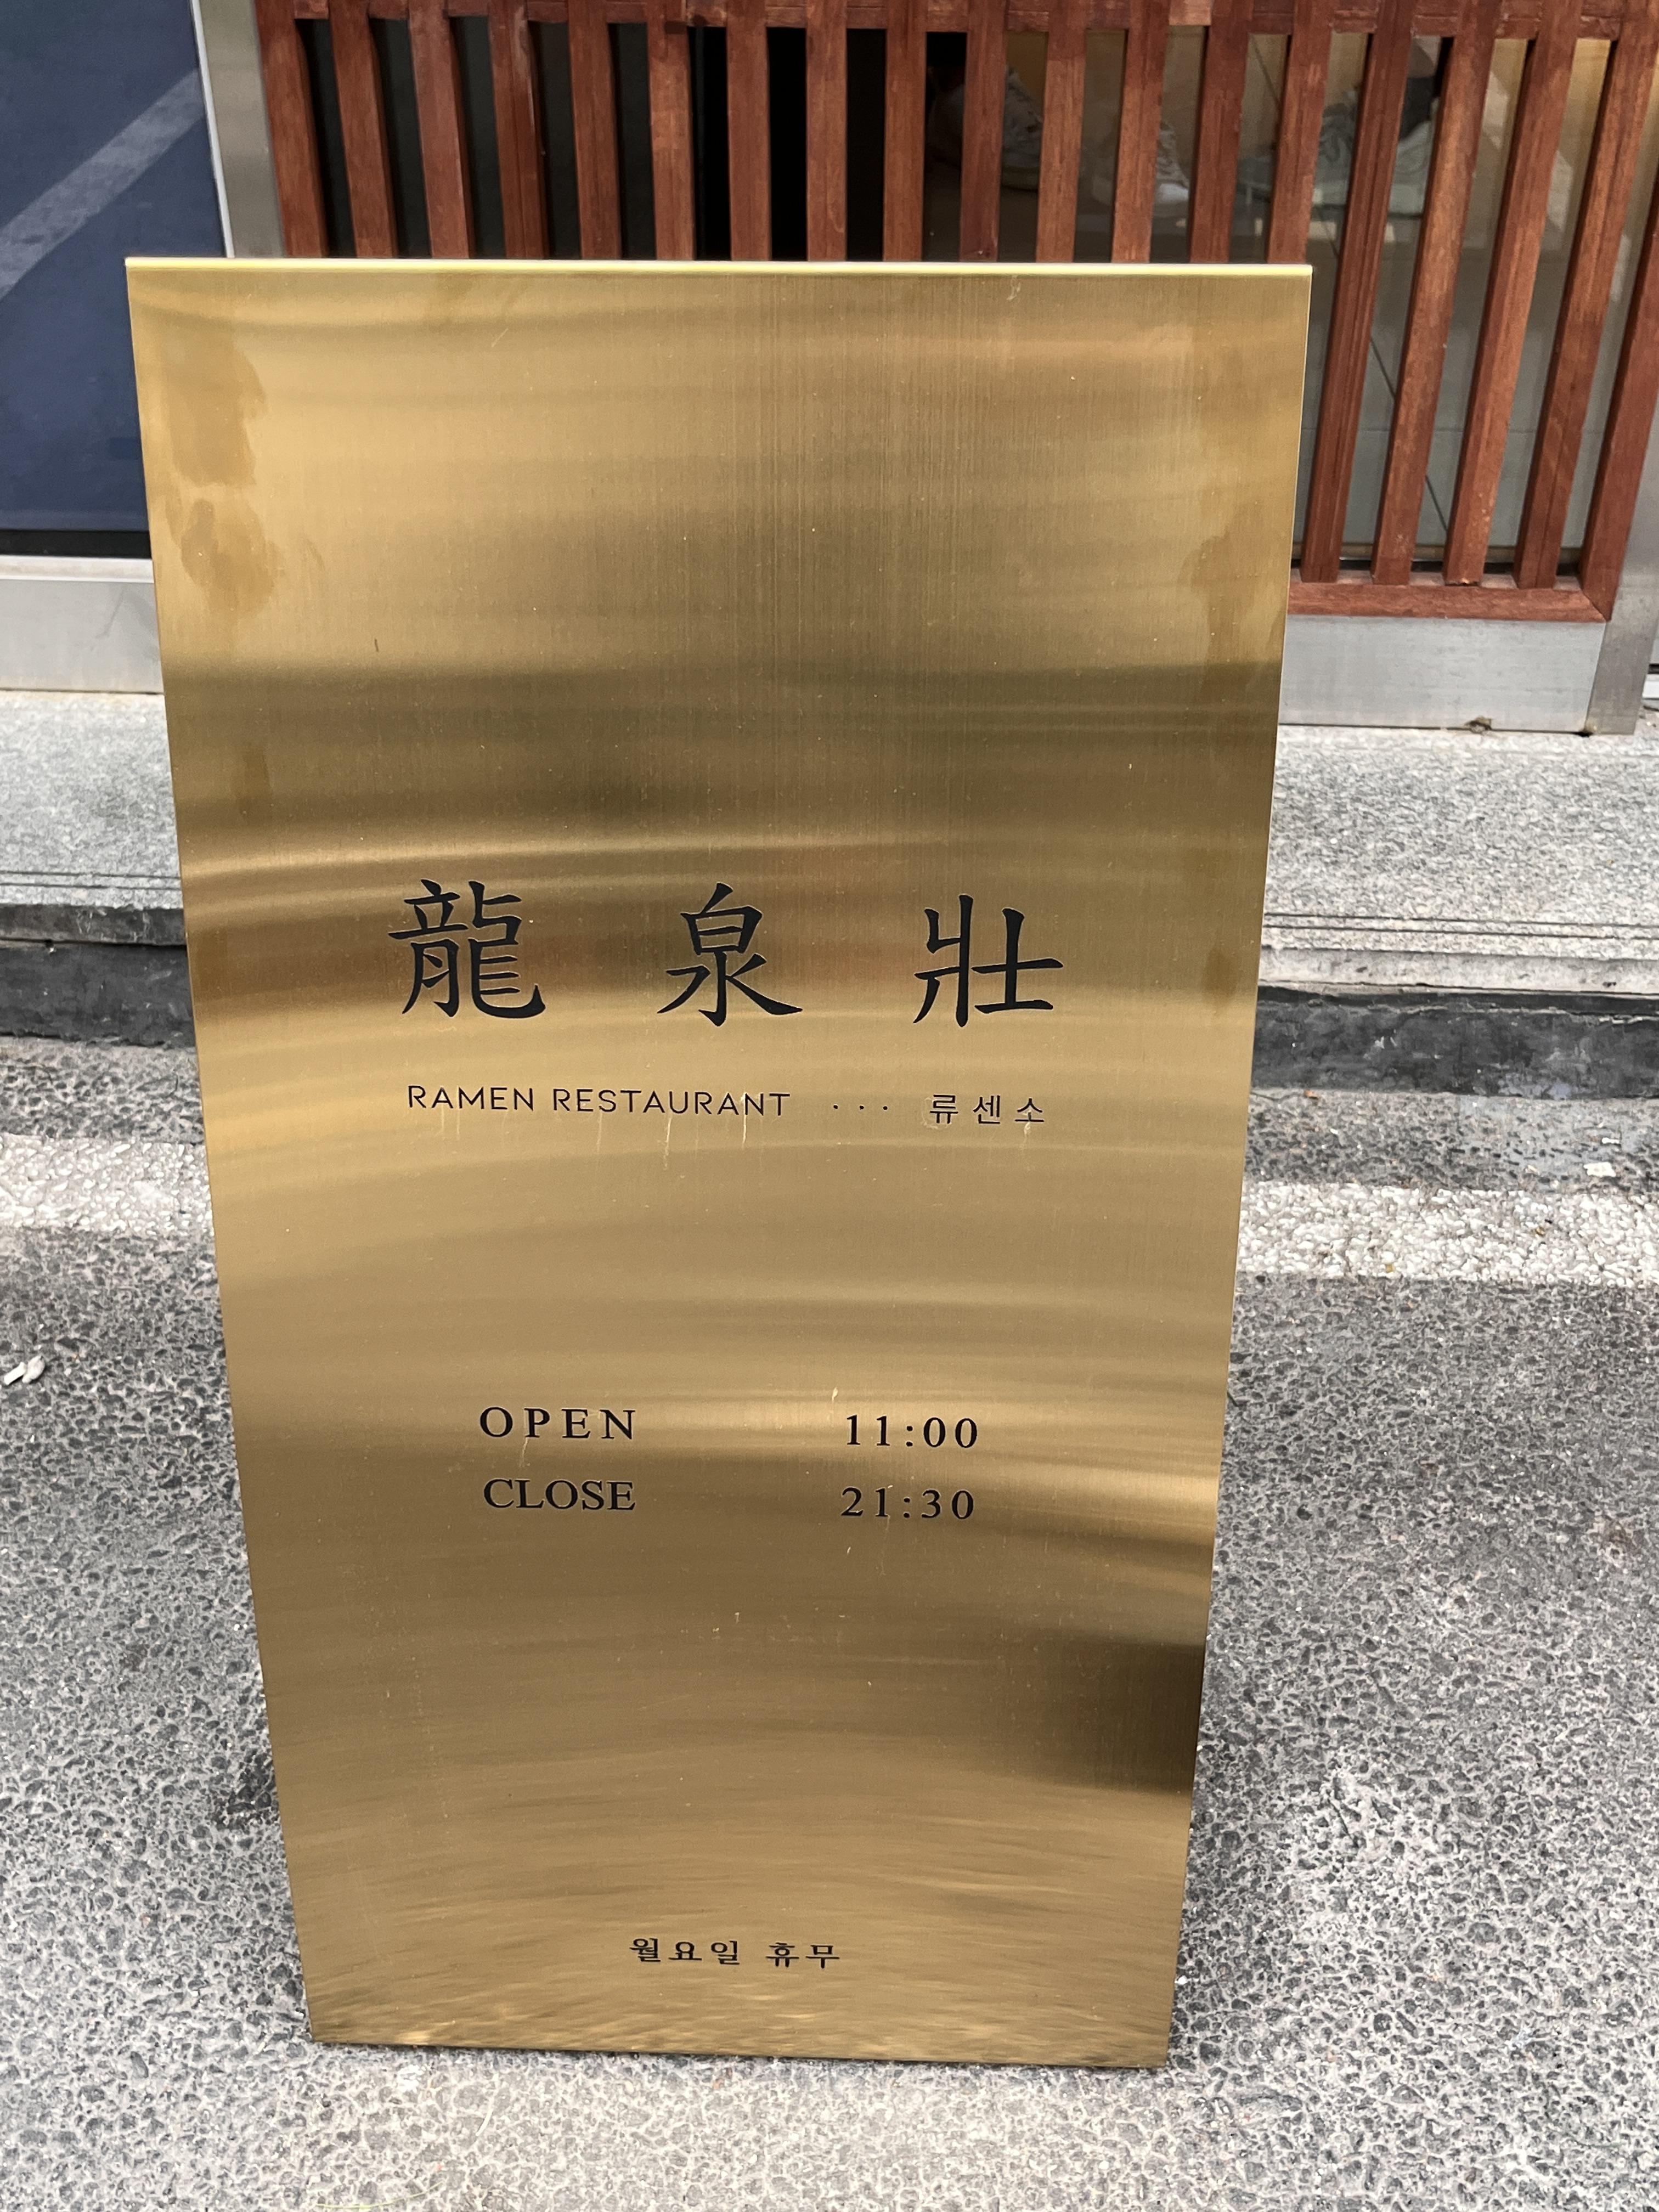 龍 泉 壯
RAMEN RESTAURANT ··· 류센소
OPEN 11:00
CLOSE 21:30
월요일 휴무